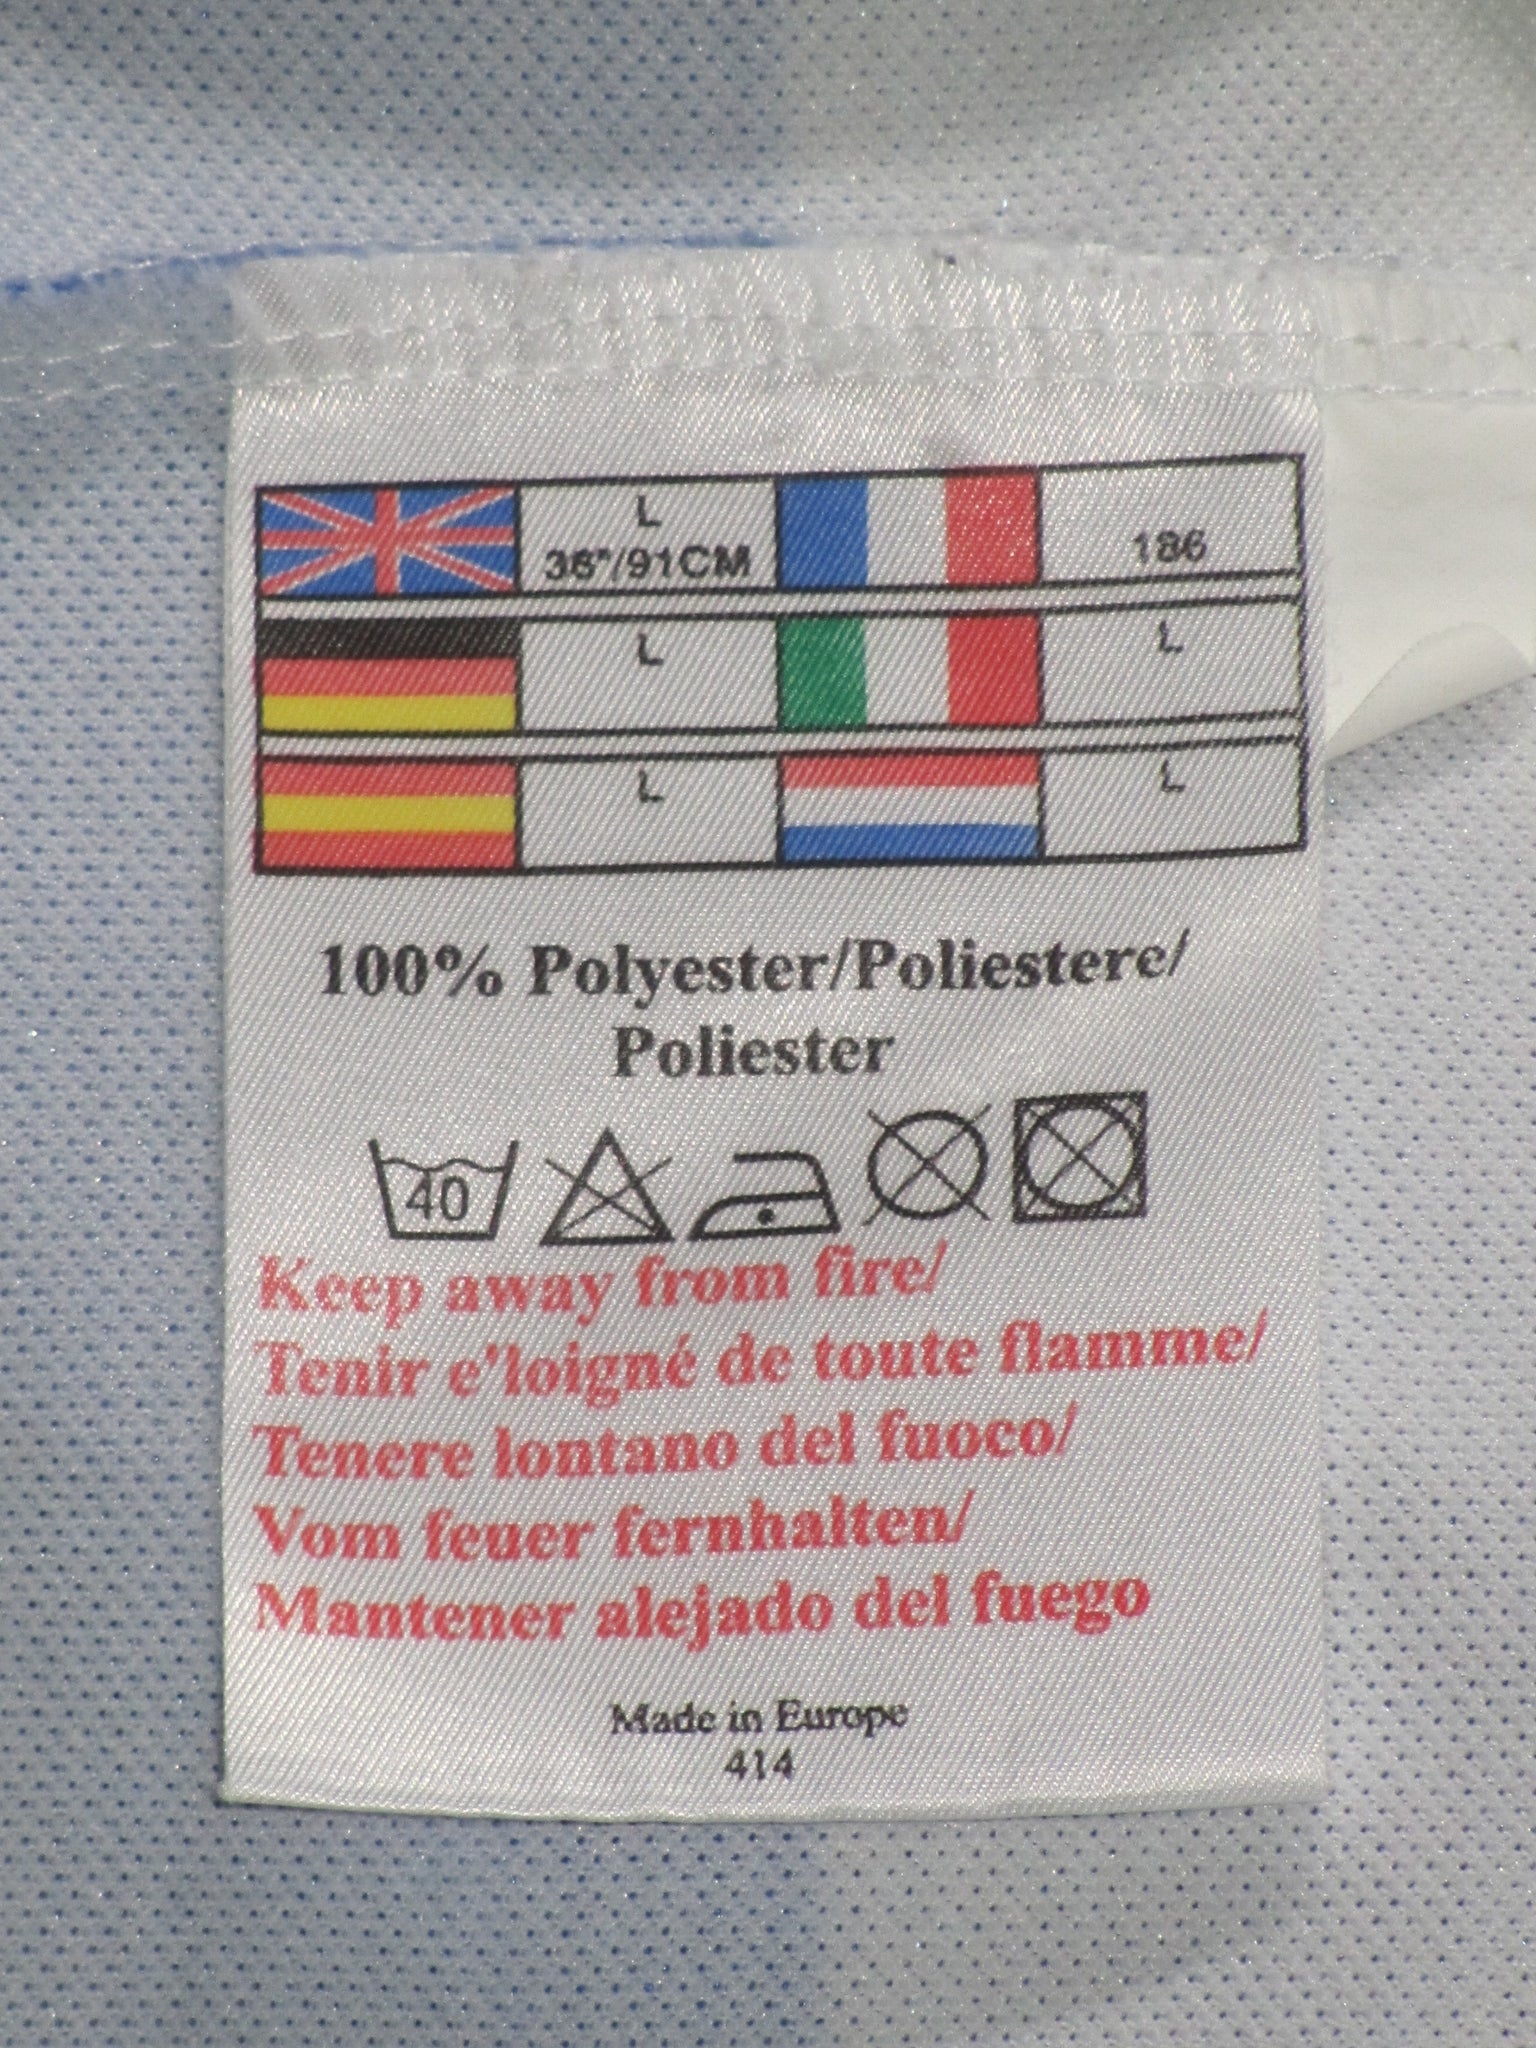 L
36"/91CM
186
L
L
L
L
100% Polyester/Poliestere/
Poliester
40
Keep away from fire/
Tenir e'loigné de toute flamme/
Tenere lontano del fuoco/
Vom feuer fernhalten/
Mantener alejado del fuego
Made in Europe
414